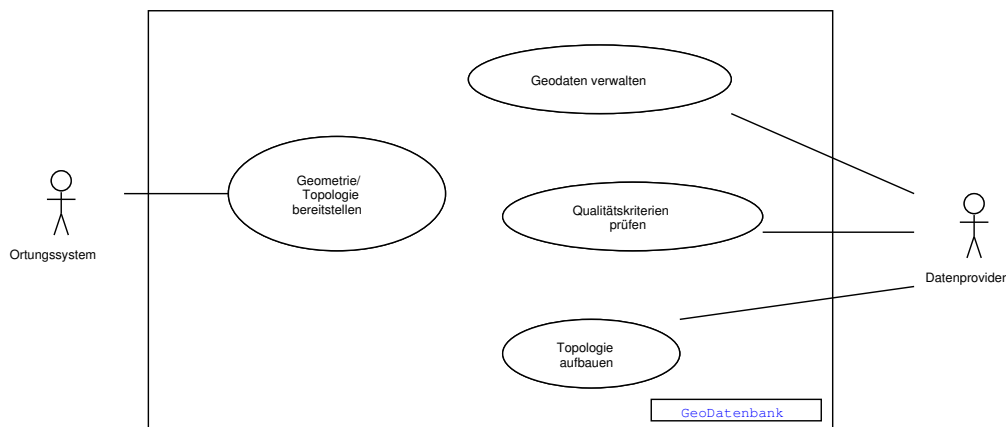 Geodaten verwalten
Geometrie/
Topologie
bereitstellen
Qualitätskriterien
prüfen
Ortungssystem
Datenprovider
Topologie
aufbauen
GeoDatenbank